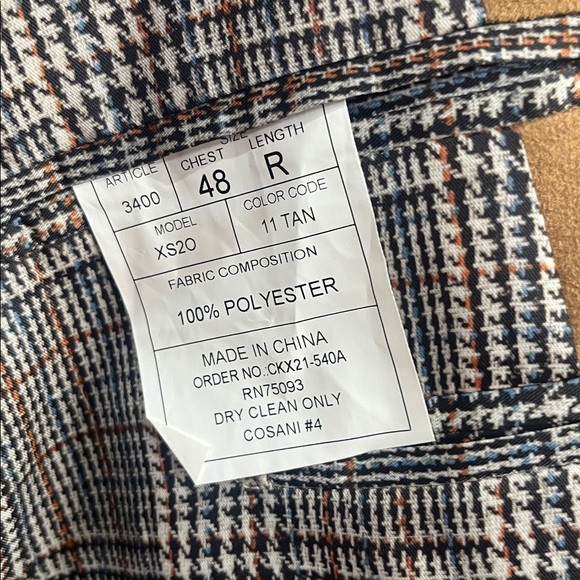 SIZE
ARTICLE CHEST LENGTH
3400 48 R
MODEL COLOR CODE
XS20 11 TAN
FABRIC COMPOSITION
100% POLYESTER
MADE IN CHINA
ORDER NO.:CKX21-540A
RN75093
DRY CLEAN ONLY
COSANI #4